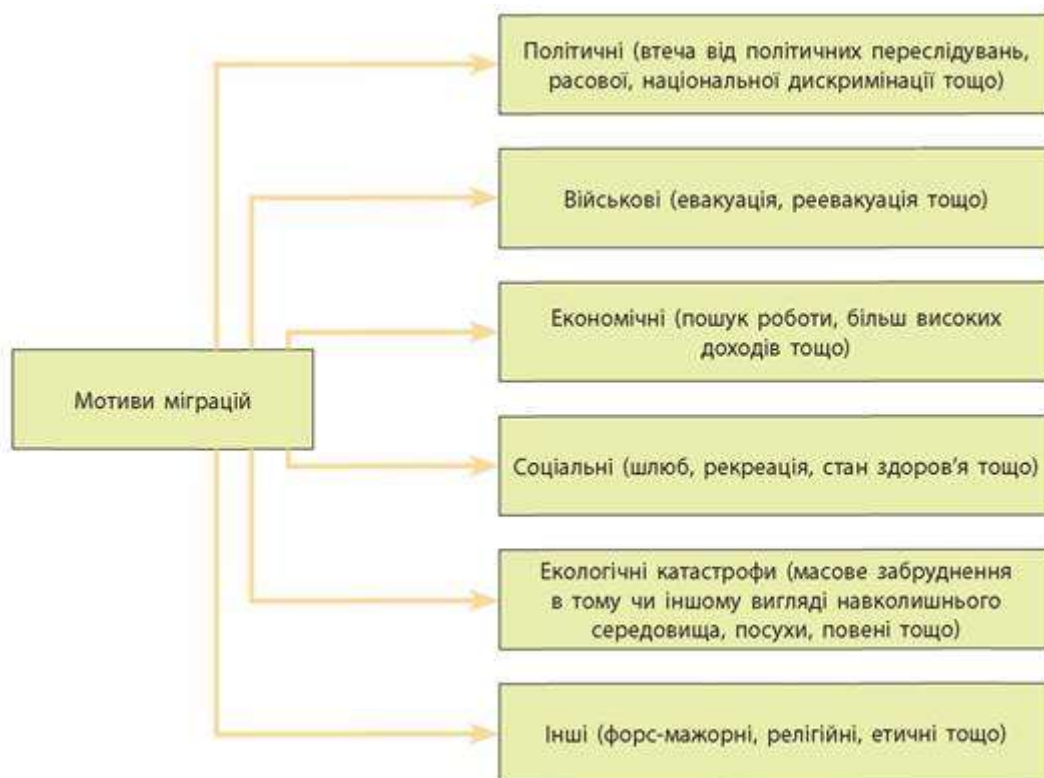 Політичні (втеча від політичних переслідувань,
расової, національної дискримінації тощо)
Військові (евакуація, реевакуація тощо)
Економічні (пошук роботи, більш високих
доходів тощо)
Мотиви міграцій
Соціальні (шлюб, рекреація, стан здоров’я тощо)
Екологічні катастрофи (масове забруднення
в тому чи іншому вигляді навколишнього
середовища, посухи, повені тощо)
Інші (форс-мажорні, релігійні, етичні тощо)